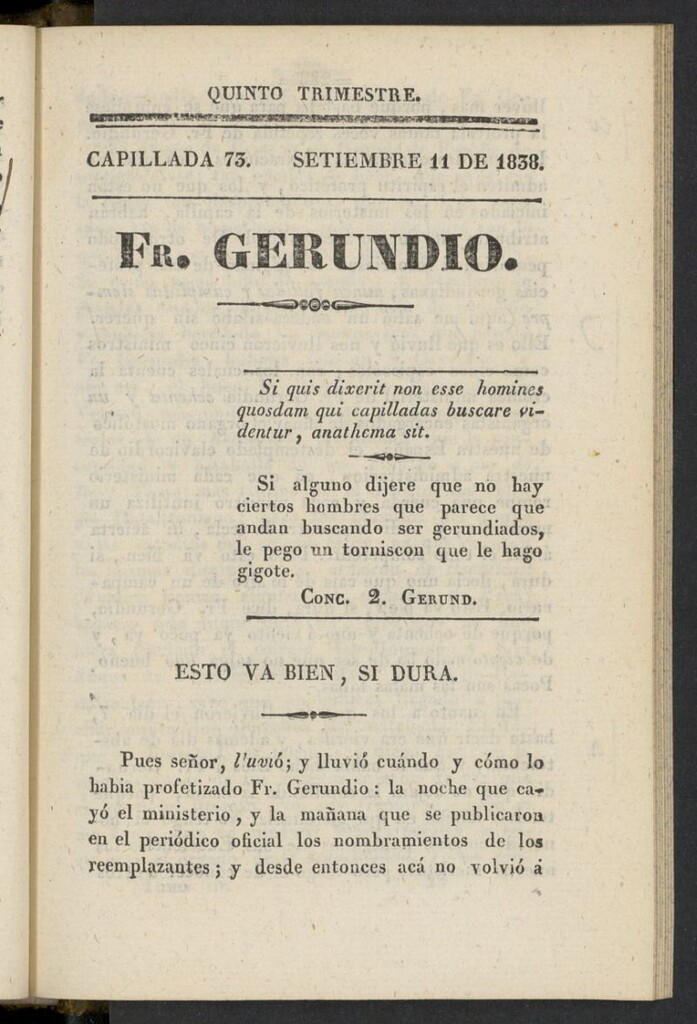 QUINTO TRIMESTRE.
CAPILLADA 73. SETIEMBRE 11 DE 1838.
FR. GERUNDIO.
Si quis dixerit non esse homines
quosdam qui capilladas buscare vi-
dentur, anathema sit.
Si alguno dijere que no hay
ciertos hombres que parece que
andan buscando ser gerundiados,
le pego un torniscon que le hago
gigote.
CONC. 2. GERUND.
ESTO VA BIEN, SI DURA.
Pues señor, l'uvió; y lluvió cuándo y cómo lo
habia profetizado Fr. Gerundio: la noche que ca-
yó el ministerio, y la mañana que se publicaron
en el periódico oficial los nombramientos de los
reemplazantes; y desde entonces acá no volvió á